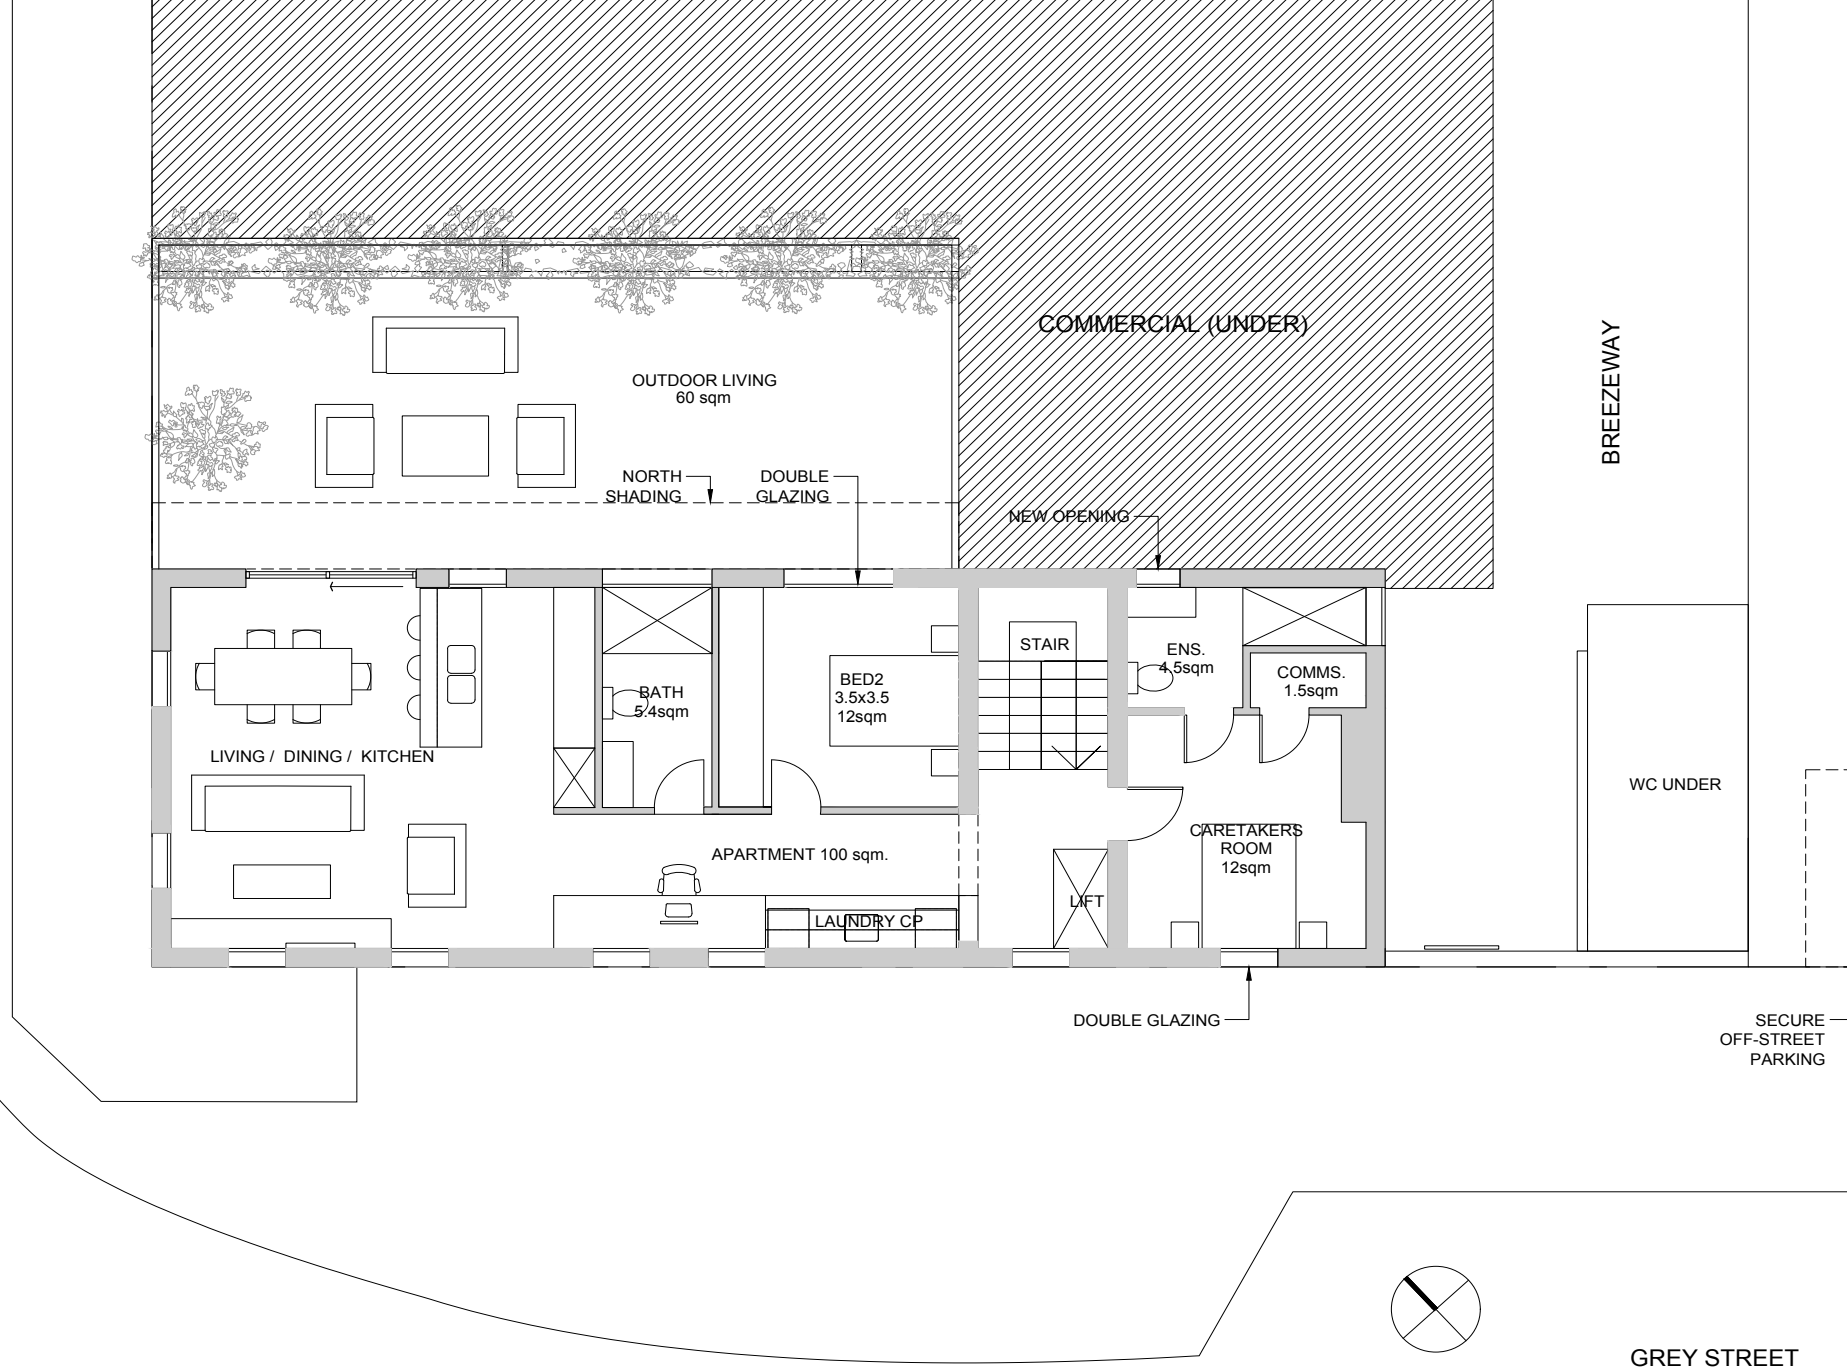 COMMERCIAL (UNDER)
BREEZEWAY
OUTDOOR LIVING
60 sqm
NORTH
SHADING
DOUBLE
GLAZING
NEW OPENING
STAIR
ENS.
4.5sqm
COMMS.
1.5sqm
BATH
5.4sqm
BED2
3.5x3.5
12sqm
LIVING / DINING / KITCHEN
WC UNDER
CARETAKERS
ROOM
12sqm
APARTMENT 100 sqm.
LIFT
LAUNDRY CP
DOUBLE GLAZING
SECURE
OFF-STREET
PARKING
GREY STREET